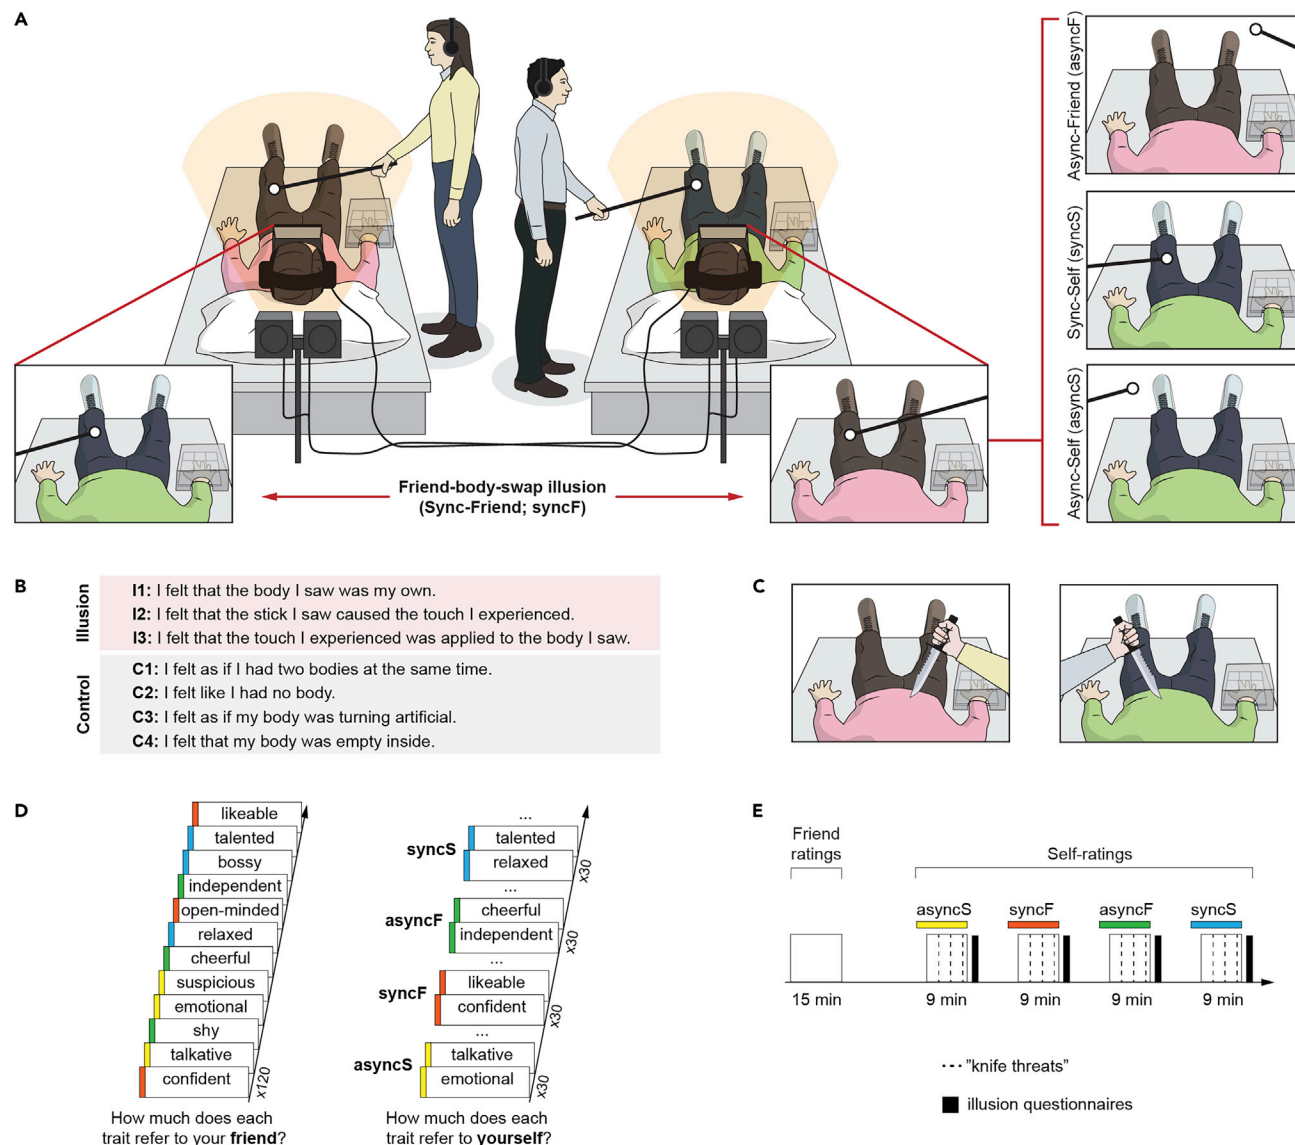 A
Friend-body-swap illusion
(Sync-Friend; syncF)
Async-Friend (asyncF)
Sync-Self (syncS)
Async-Self (asyncS)
B
Illusion
I1: I felt that the body I saw was my own.
I2: I felt that the stick I saw caused the touch I experienced.
I3: I felt that the touch I experienced was applied to the body I saw.
Control
C1: I felt as if I had two bodies at the same time.
C2: I felt like I had no body.
C3: I felt as if my body was turning artificial.
C4: I felt that my body was empty inside.
C
D
likeable
talented
bossy
independent
open-minded
relaxed
cheerful
suspicious
emotional
shy
talkative
confident
x120
How much does each
trait refer to your friend?
...
syncS
talented
relaxed
x30
...
asyncF
cheerful
independent
x30
...
syncF
likeable
confident
x30
...
asyncS
talkative
emotional
x30
How much does each
trait refer to yourself?
E
Friend
ratings
Self-ratings
asyncS syncF asyncF syncS
15 min 9 min 9 min 9 min 9 min
"knife threats"
illusion questionnaires